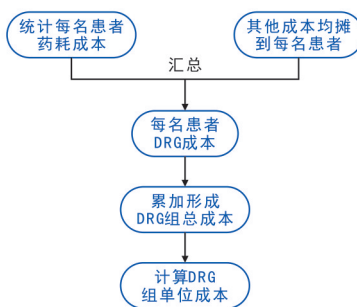 统计每名患者
药耗成本
其他成本均摊
到每名患者
汇总
每名患者
DRG成本
累加形成
DRG组总成本
计算DRG
组单位成本